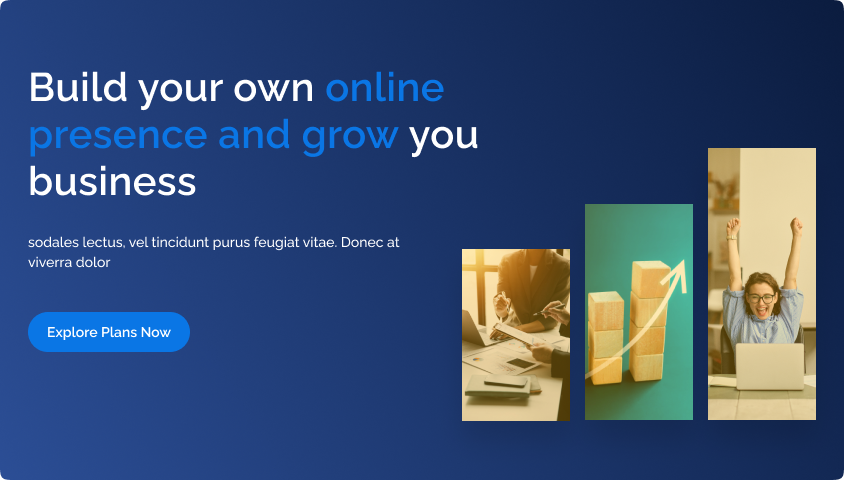 Build your own online
presence and grow you
business
sodales lectus, vel tincidunt purus feugiat vitae. Donec at
viverra dolor
Explore Plans Now